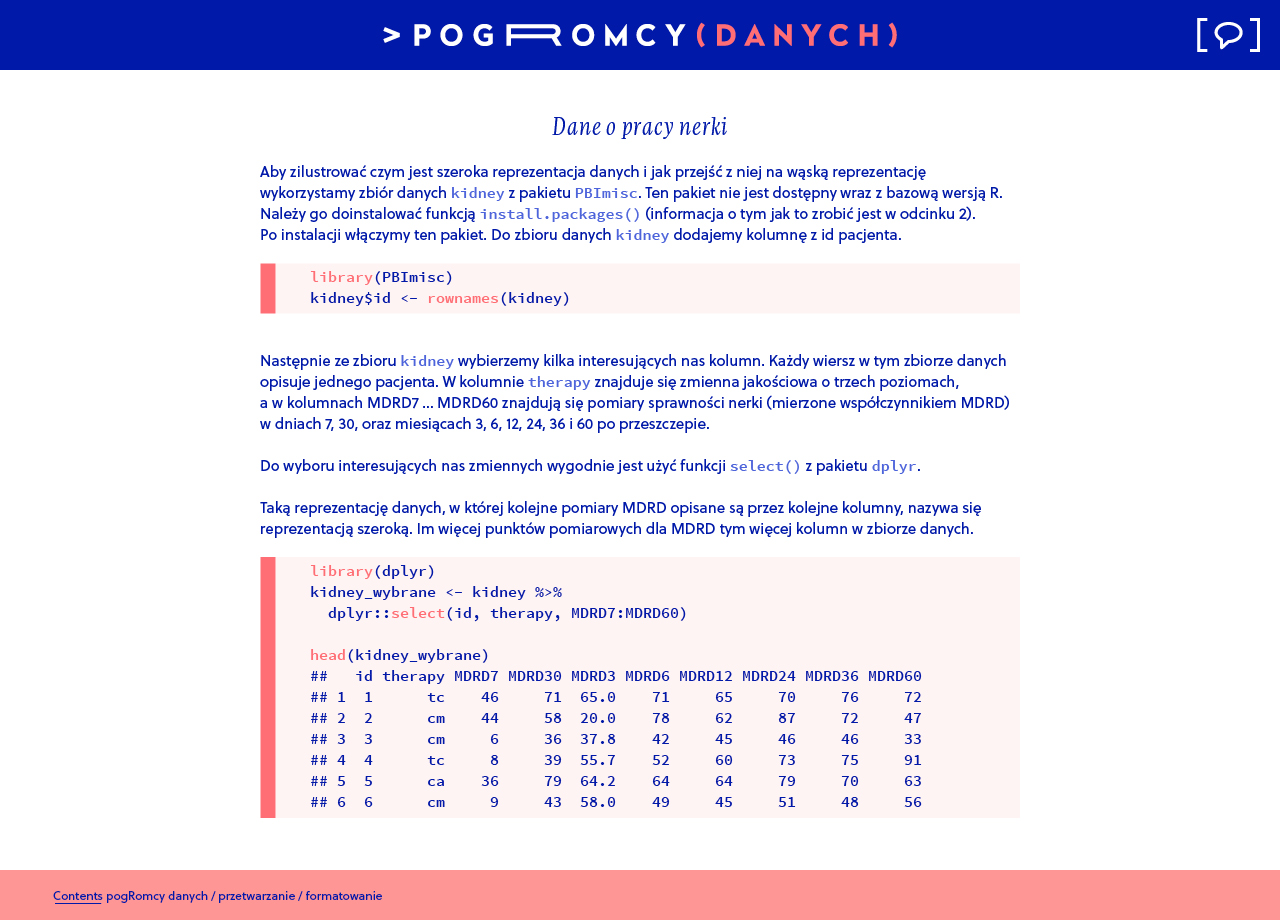 > POGROMCY(DANYCH)
Dane o pracy nerki
Aby zilustrować czym jest szeroka reprezentacja danych i jak przejść z niej na wąską reprezentację
wykorzystamy zbiór danych kidney z pakietu PBImisc. Ten pakiet nie jest dostępny wraz z bazową wersją R.
Należy go doinstalować funkcją install.packages() (informacja o tym jak to zrobić jest w odcinku 2).
Po instalacji włączymy ten pakiet. Do zbioru danych kidney dodajemy kolumnę z id pacjenta.
library(PBImisc)
kidney$id <- rownames(kidney)
Następnie ze zbioru kidney wybierzemy kilka interesujących nas kolumn. Każdy wiersz w tym zbiorze danych
opisuje jednego pacjenta. W kolumnie therapy znajduje się zmienna jakościowa o trzech poziomach,
a w kolumnach MDRD7 ... MDRD60 znajdują się pomiary sprawności nerki (mierzone współczynnikiem MDRD)
w dniach 7, 30, oraz miesiącach 3, 6, 12, 24, 36 i 60 po przeszczepie.
Do wyboru interesujących nas zmiennych wygodnie jest użyć funkcji select() z pakietu dplyr.
Taką reprezentację danych, w której kolejne pomiary MDRD opisane są przez kolejne kolumny, nazywa się
reprezentacją szeroką. Im więcej punktów pomiarowych dla MDRD tym więcej kolumn w zbiorze danych.
library(dplyr)
kidney_wybrane <- kidney %>%
  dplyr::select(id, therapy, MDRD7:MDRD60)
head(kidney_wybrane)
##   id therapy MDRD7 MDRD30 MDRD3 MDRD6 MDRD12 MDRD24 MDRD36 MDRD60
## 1  1      tc    46     71  65.0    71     65     70     76     72
## 2  2      cm    44     58  20.0    78     62     87     72     47
## 3  3      cm     6     36  37.8    42     45     46     46     33
## 4  4      tc     8     39  55.7    52     60     73     75     91
## 5  5      ca    36     79  64.2    64     64     79     70     63
## 6  6      cm     9     43  58.0    49     45     51     48     56
Contents pogRomcy danych / przetwarzanie / formatowanie